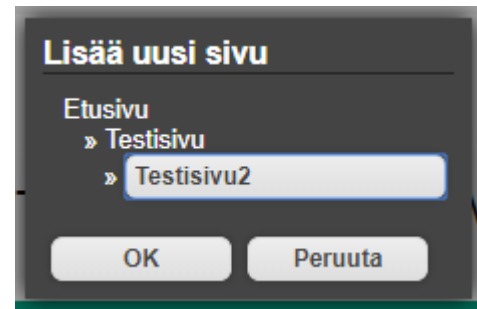 Lisää uusi sivu
Etusivu
» Testisivu
» Testisivu2
OK Peruuta